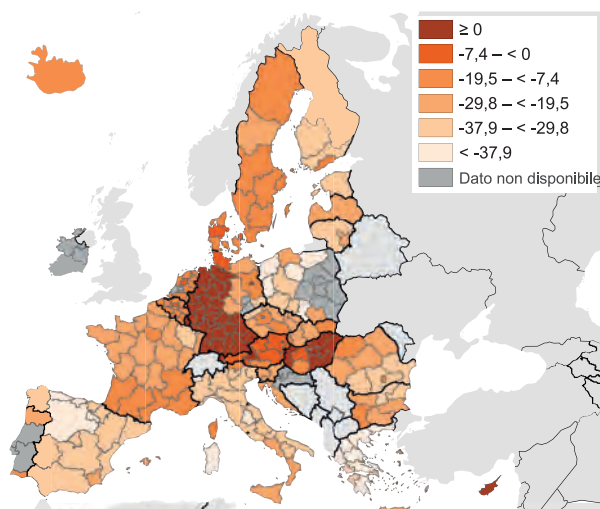 ≥ 0
-7,4 – < 0
-19,5 – < -7,4
-29,8 – < -19,5
-37,9 – < -29,8
< -37,9
Dato non disponibile